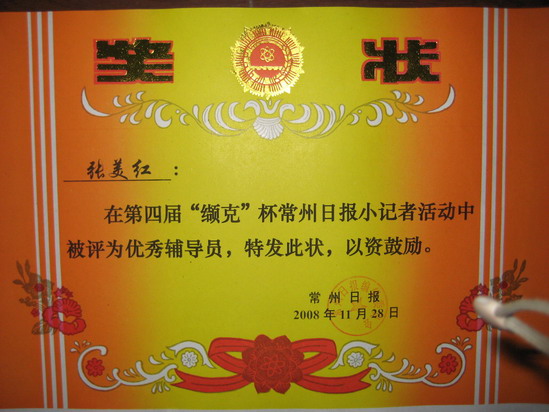 奖 状
张美红：
在第四届“缬克”杯常州日报小记者活动中
被评为优秀辅导员，特发此状，以资鼓励。
常州日报
2008年11月28日